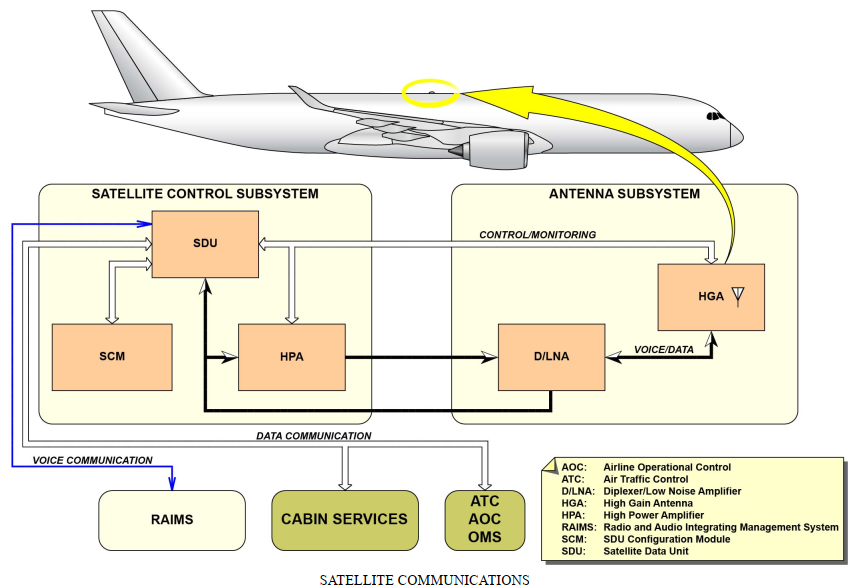 SATELLITE CONTROL SUBSYSTEM
ANTENNA SUBSYSTEM
SDU
CONTROL/MONITORING
HGA
SCM
HPA
D/LNA
VOICE/DATA
DATA COMMUNICATION
VOICE COMMUNICATION
RAIMS
CABIN SERVICES
ATC
AOC
OMS
AOC: Airline Operational Control
ATC: Air Traffic Control
D/LNA: Diplexer/Low Noise Amplifier
HGA: High Gain Antenna
HPA: High Power Amplifier
RAIMS: Radio and Audio Integrating Management System
SCM: SDU Configuration Module
SDU: Satellite Data Unit
SATELLITE COMMUNICATIONS